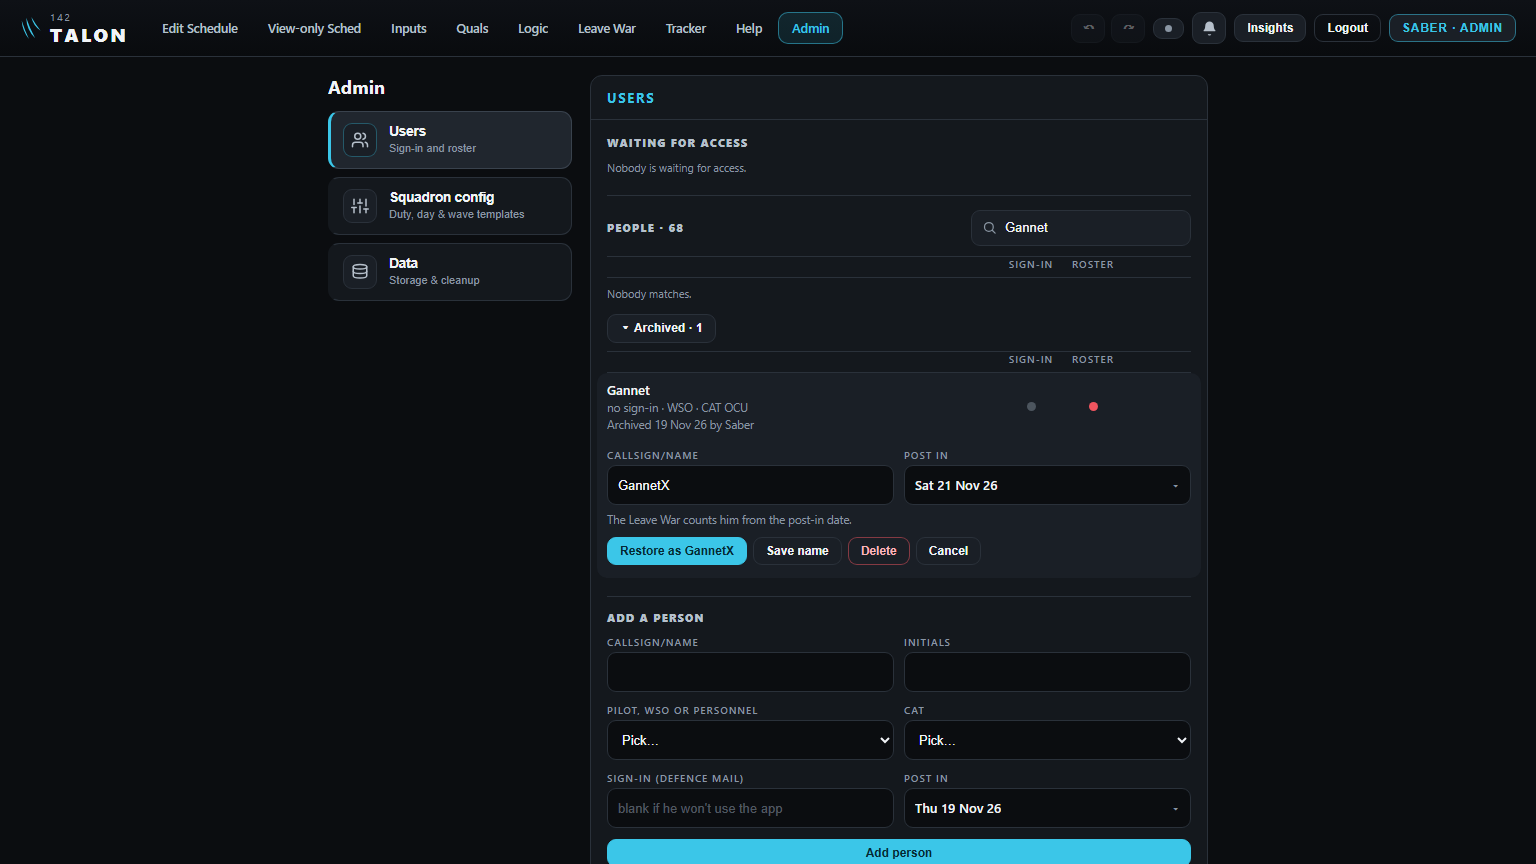 142
TALON
Edit Schedule
View-only Sched
Inputs
Quals
Logic
Leave War
Tracker
Help
Admin
Insights
Logout
SABER · ADMIN
Admin
Users
Sign-in and roster
Squadron config
Duty, day & wave templates
Data
Storage & cleanup
USERS
WAITING FOR ACCESS
Nobody is waiting for access.
PEOPLE · 68
Gannet
SIGN-IN ROSTER
Nobody matches.
Archived · 1
SIGN-IN ROSTER
Gannet
no sign-in · WSO · CAT OCU
Archived 19 Nov 26 by Saber
CALLSIGN/NAME
POST IN
GannetX
Sat 21 Nov 26
The Leave War counts him from the post-in date.
Restore as GannetX
Save name
Delete
Cancel
ADD A PERSON
CALLSIGN/NAME
INITIALS
PILOT, WSO OR PERSONNEL
CAT
Pick...
Pick...
SIGN-IN (DEFENCE MAIL)
POST IN
blank if he won't use the app
Thu 19 Nov 26
Add person